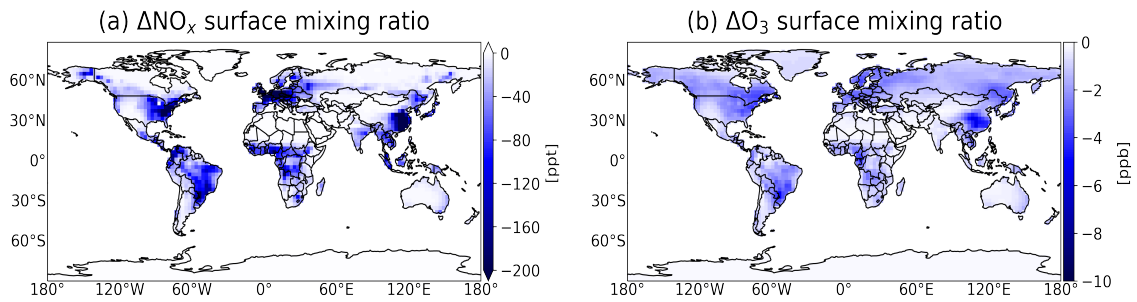 (a) ΔNOₓ surface mixing ratio
60°N
30°N
0°
30°S
60°S
180° 120°W 60°W 0° 60°E 120°E 180°
0
−40
−80
−120
−160
−200
[ppt]
(b) ΔO₃ surface mixing ratio
60°N
30°N
0°
30°S
60°S
180° 120°W 60°W 0° 60°E 120°E 180°
0
−2
−4
−6
−8
−10
[ppb]